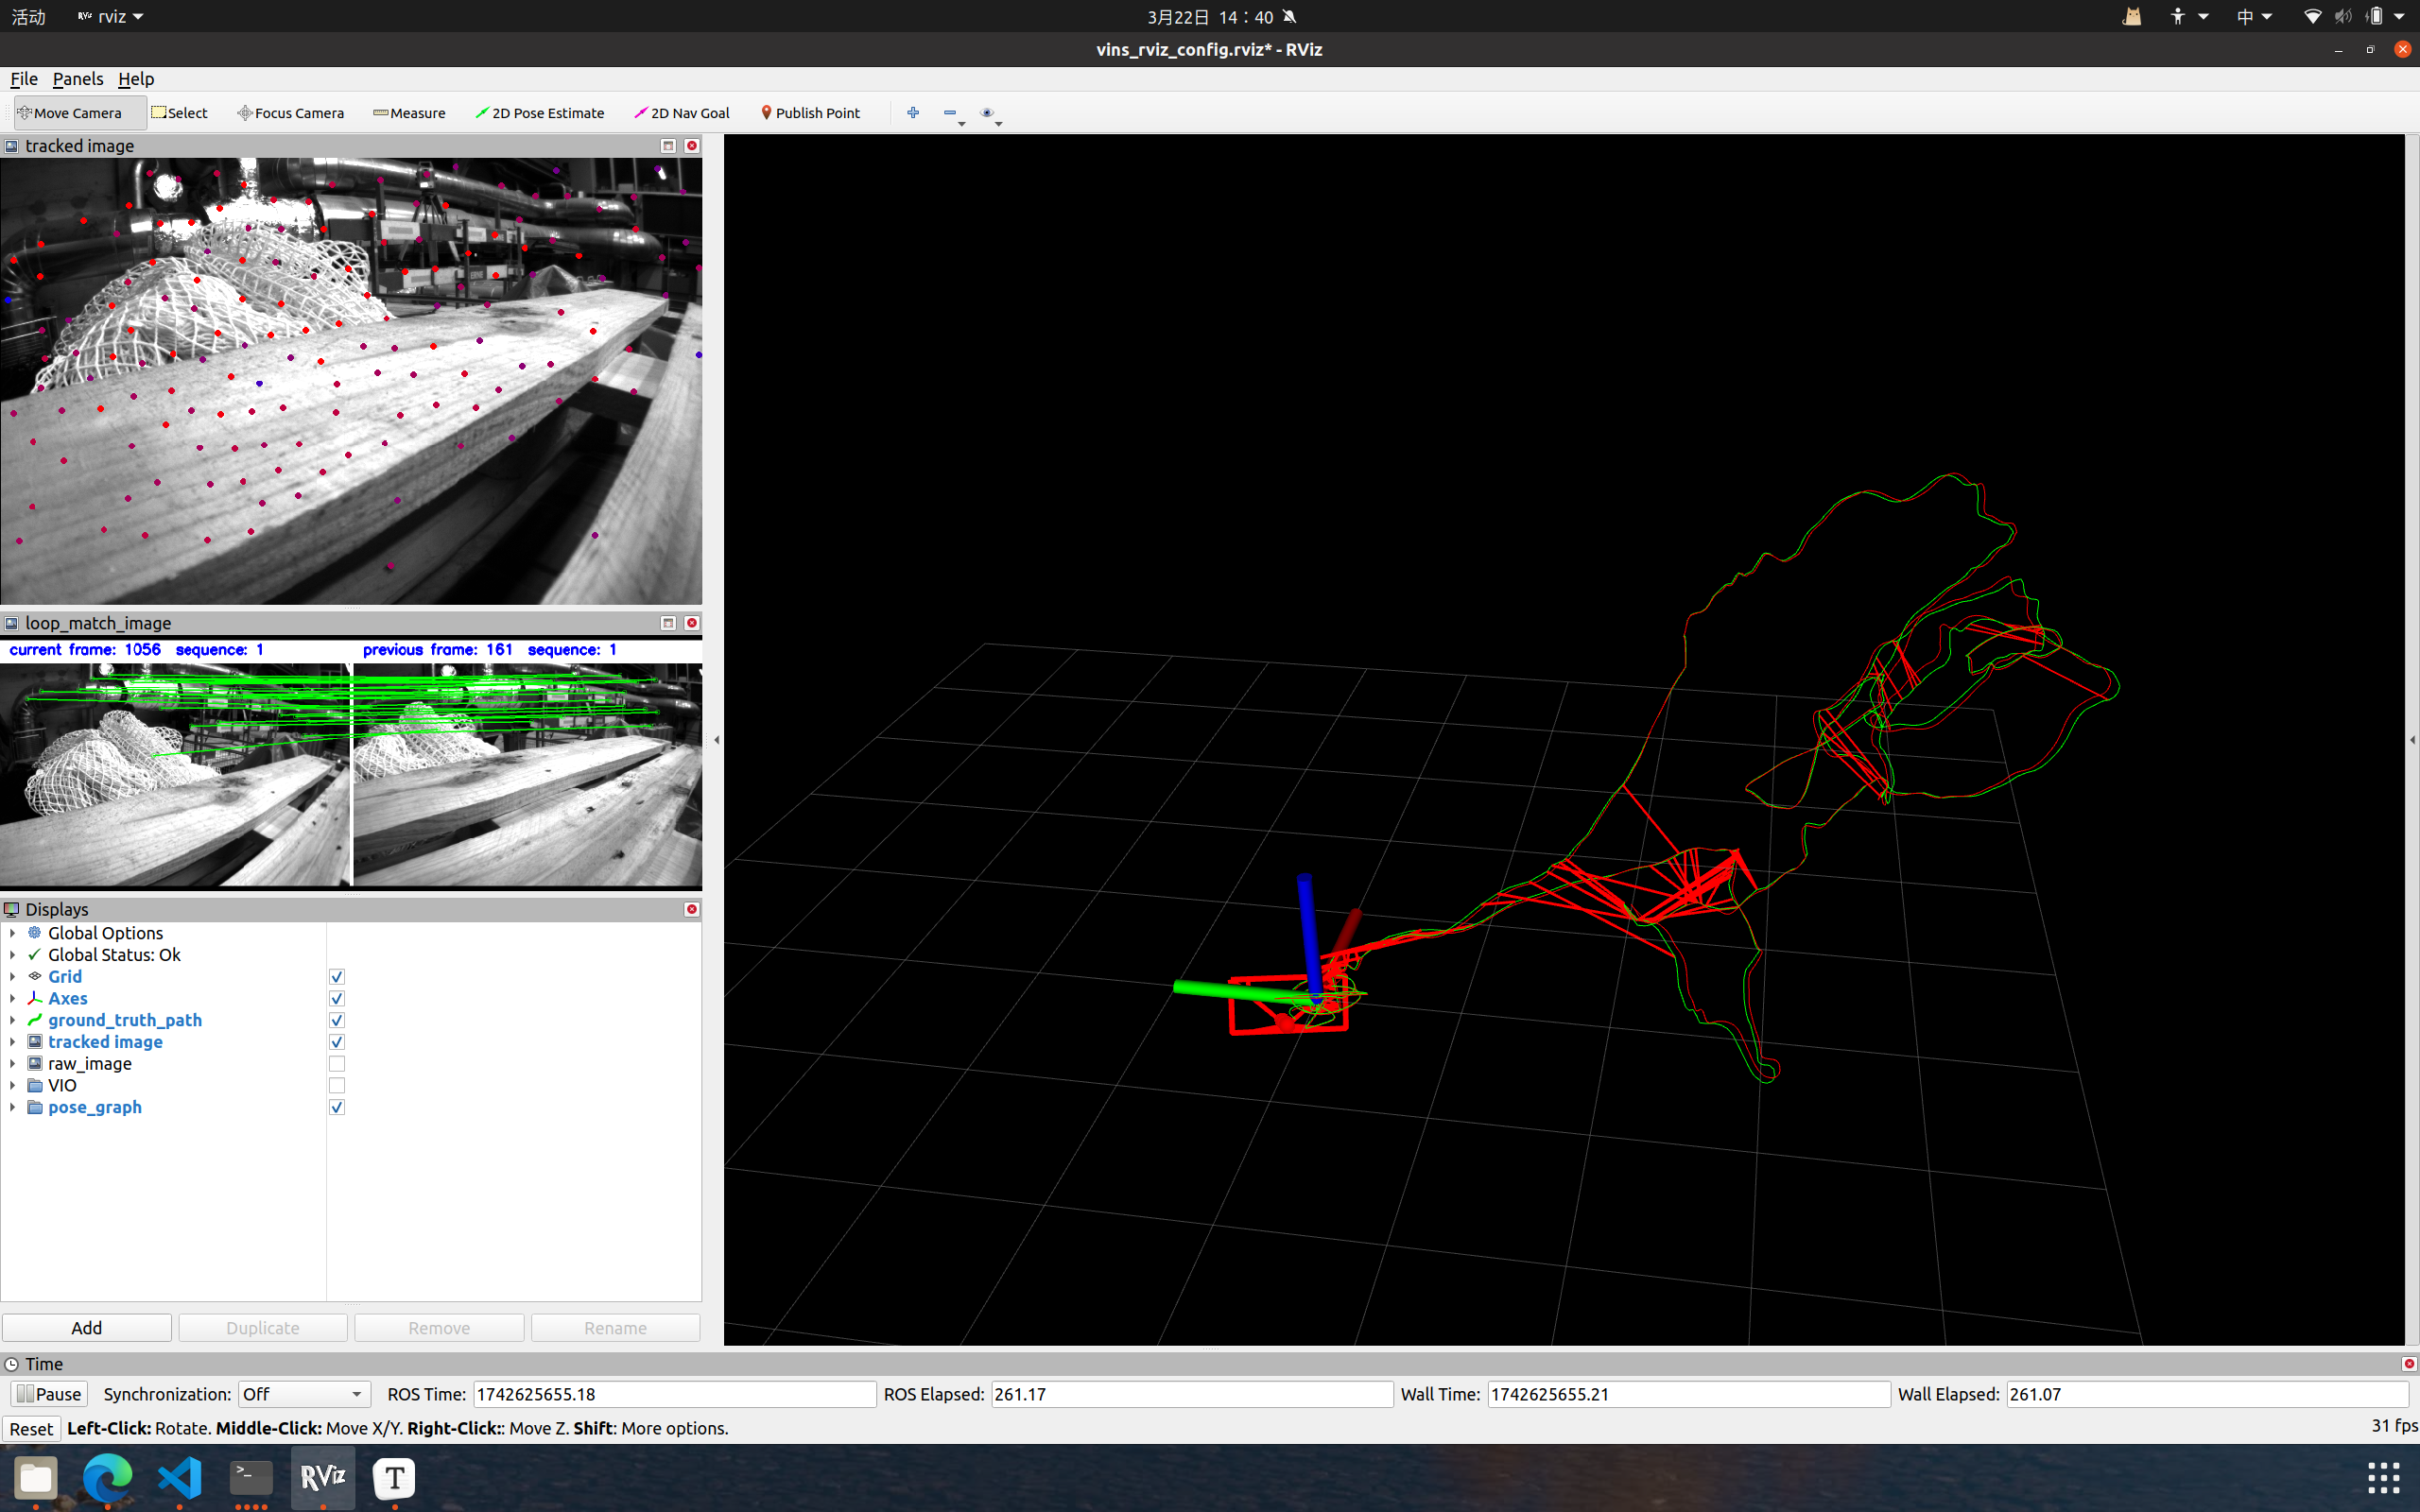 活动 RViz rviz 3月22日 14：40 中
vins_rviz_config.rviz* - RViz
File Panels Help
Move Camera Select Focus Camera Measure 2D Pose Estimate 2D Nav Goal Publish Point
tracked image
loop_match_image
current frame: 1056 sequence: 1 previous frame: 161 sequence: 1
Displays
Global Options
Global Status: Ok
Grid
Axes
ground_truth_path
tracked image
raw_image
VIO
pose_graph
Add Duplicate Remove Rename
Time
Pause Synchronization: Off ROS Time: 1742625655.18 ROS Elapsed: 261.17 Wall Time: 1742625655.21 Wall Elapsed: 261.07
Reset Left-Click: Rotate. Middle-Click: Move X/Y. Right-Click:: Move Z. Shift: More options. 31 fps
>_ RViz T